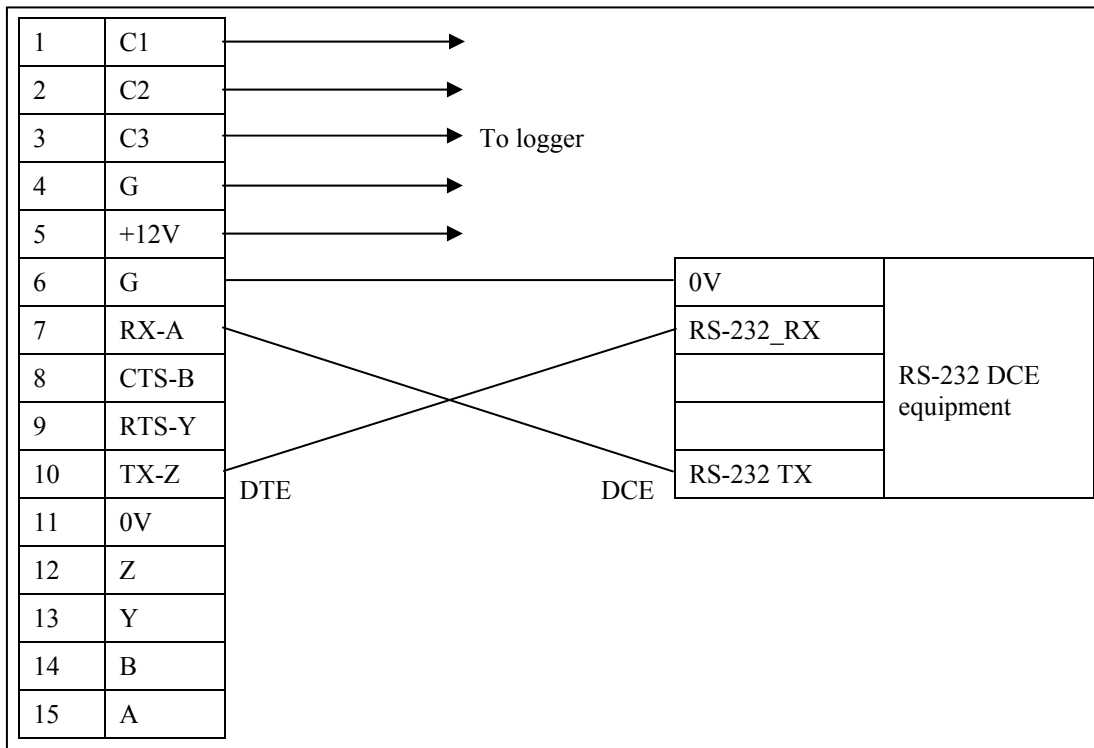 1 C1
2 C2
3 C3 To logger
4 G
5 +12V
6 G 0V
7 RX-A RS-232_RX
8 CTS-B RS-232 DCE
equipment
9 RTS-Y
10 TX-Z DTE DCE RS-232 TX
11 0V
12 Z
13 Y
14 B
15 A